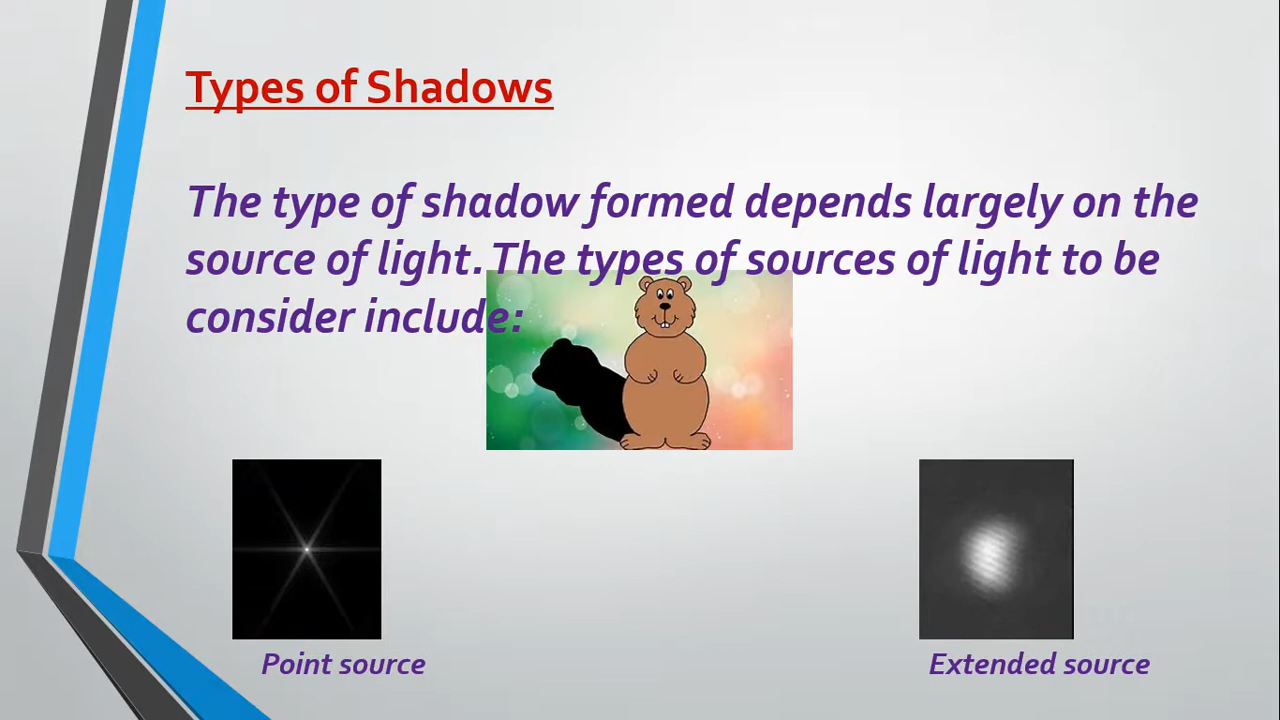 Types of Shadows
The type of shadow formed depends largely on the
source of light. The types of sources of light to be
consider include:
Point source
Extended source